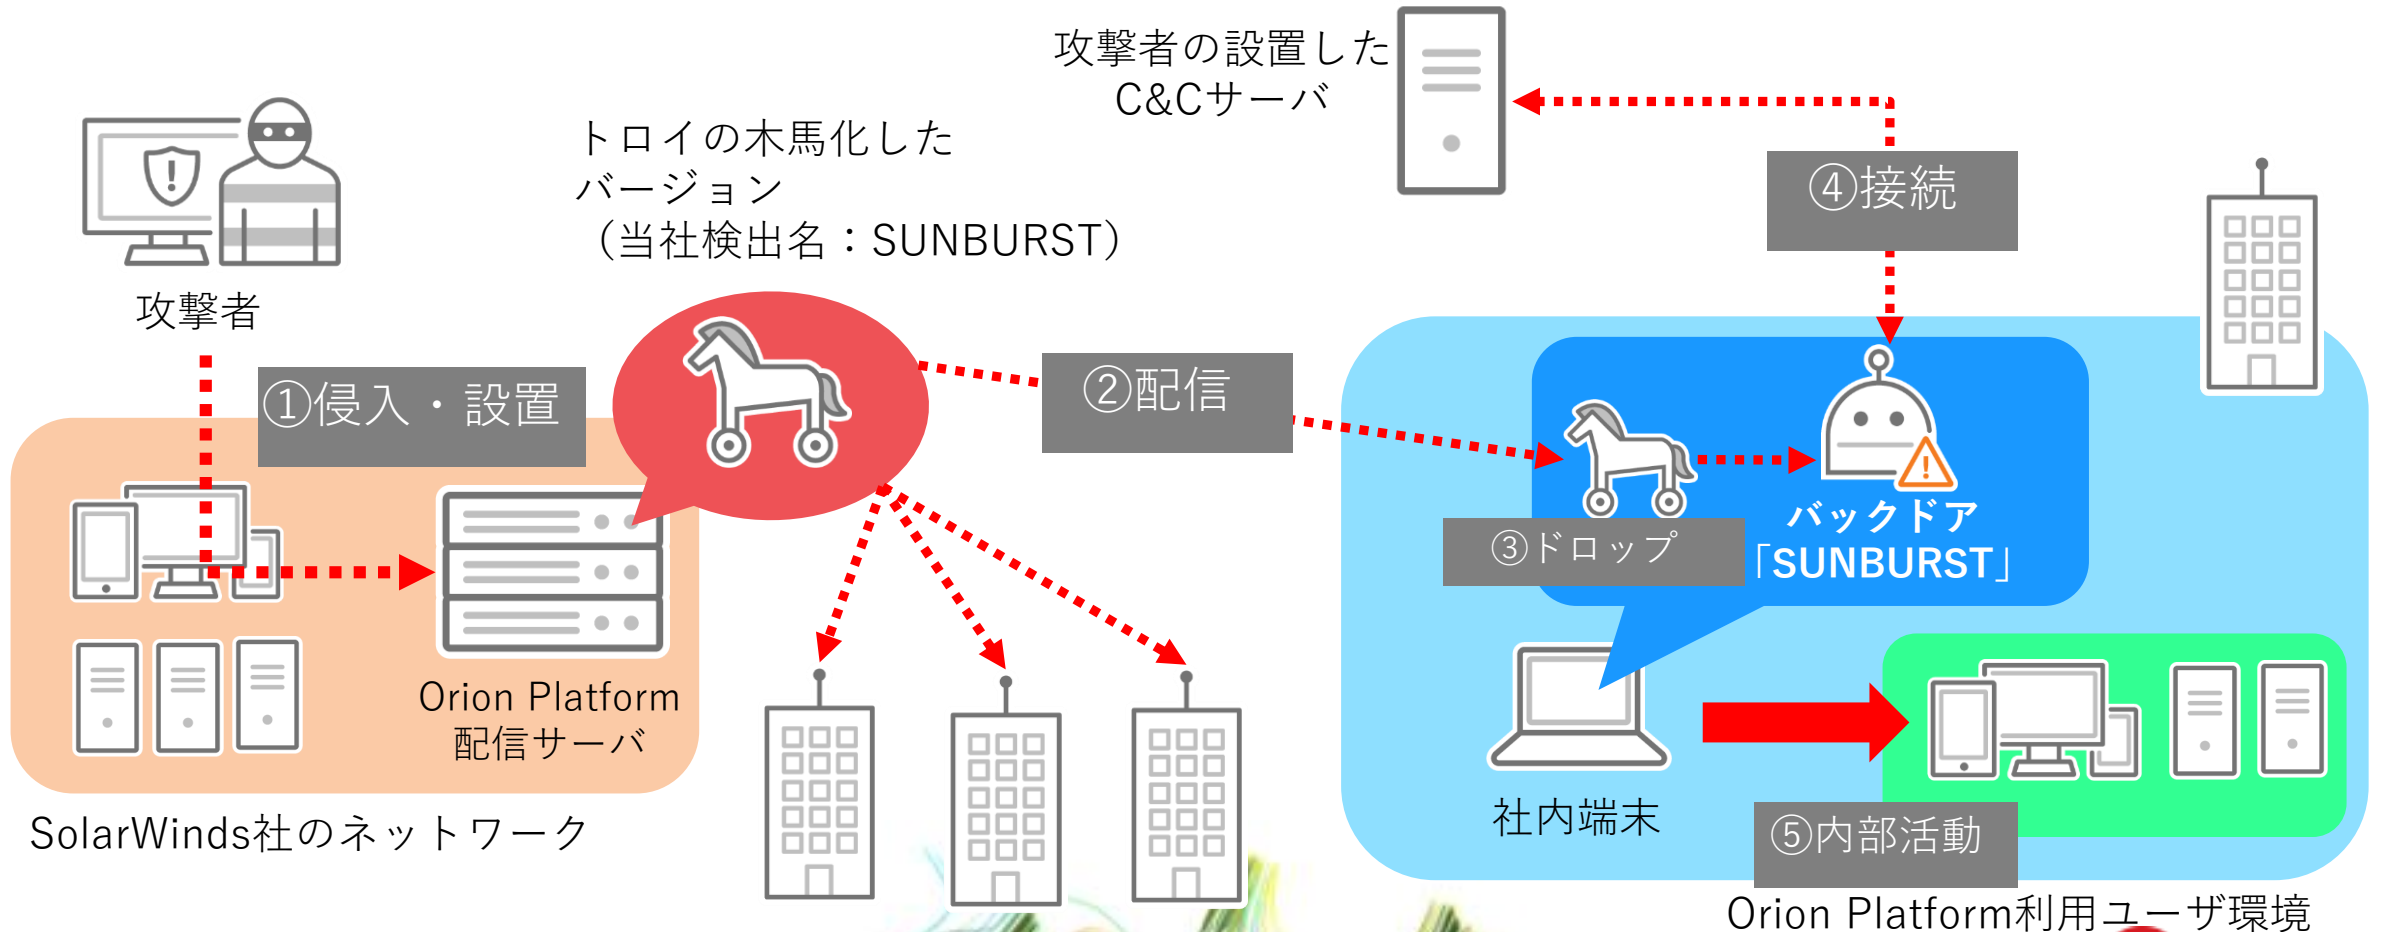 攻撃者の設置した
C&Cサーバ
トロイの木馬化した
バージョン
（当社検出名：SUNBURST）
④接続
攻撃者
①侵入・設置
②配信
③ドロップ
バックドア
「SUNBURST」
Orion Platform
配信サーバ
社内端末
SolarWinds社のネットワーク
⑤内部活動
Orion Platform利用ユーザ環境